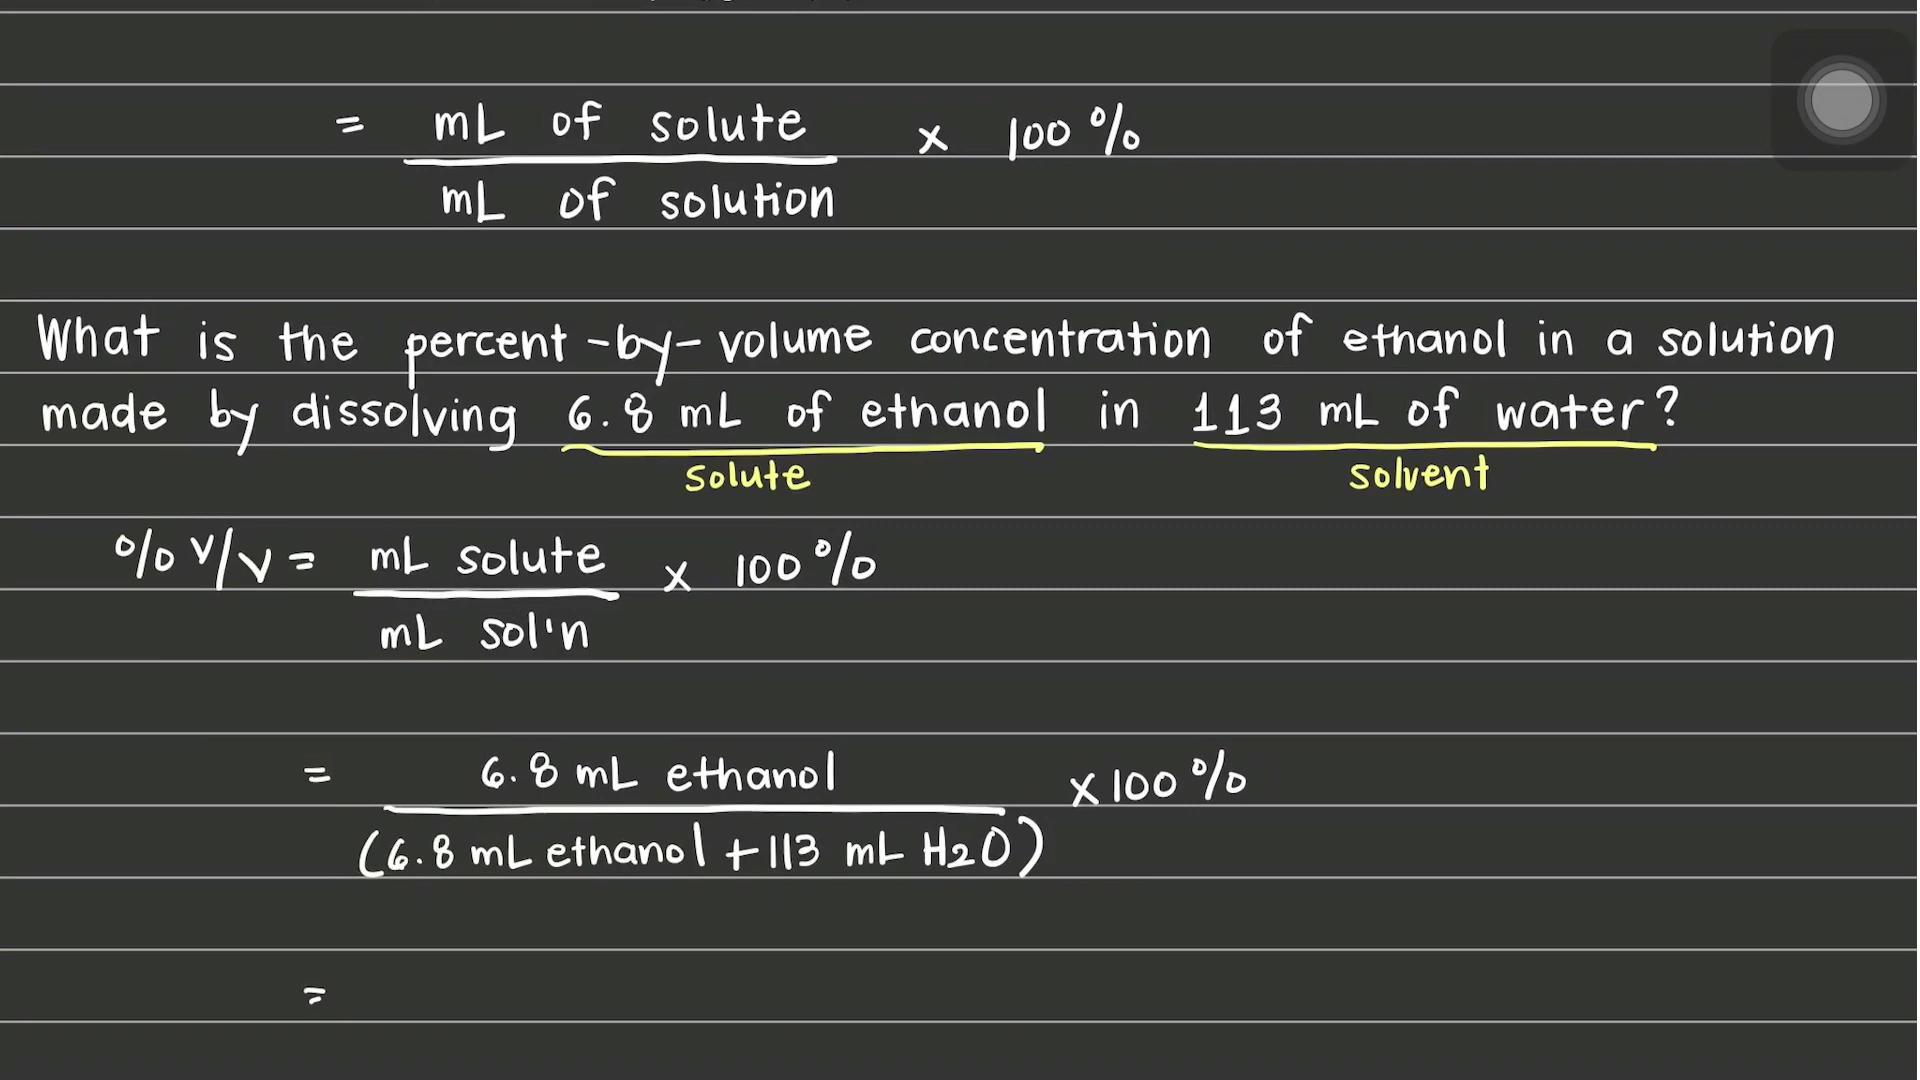 = mL of solute / mL of solution x 100 %
What is the percent-by-volume concentration of ethanol in a solution
made by dissolving 6.8 mL of ethanol in 113 mL of water?
solute solvent
% v/v = mL solute / mL sol'n x 100 %
= 6.8 mL ethanol / (6.8 mL ethanol + 113 mL H2O) x 100 %
=